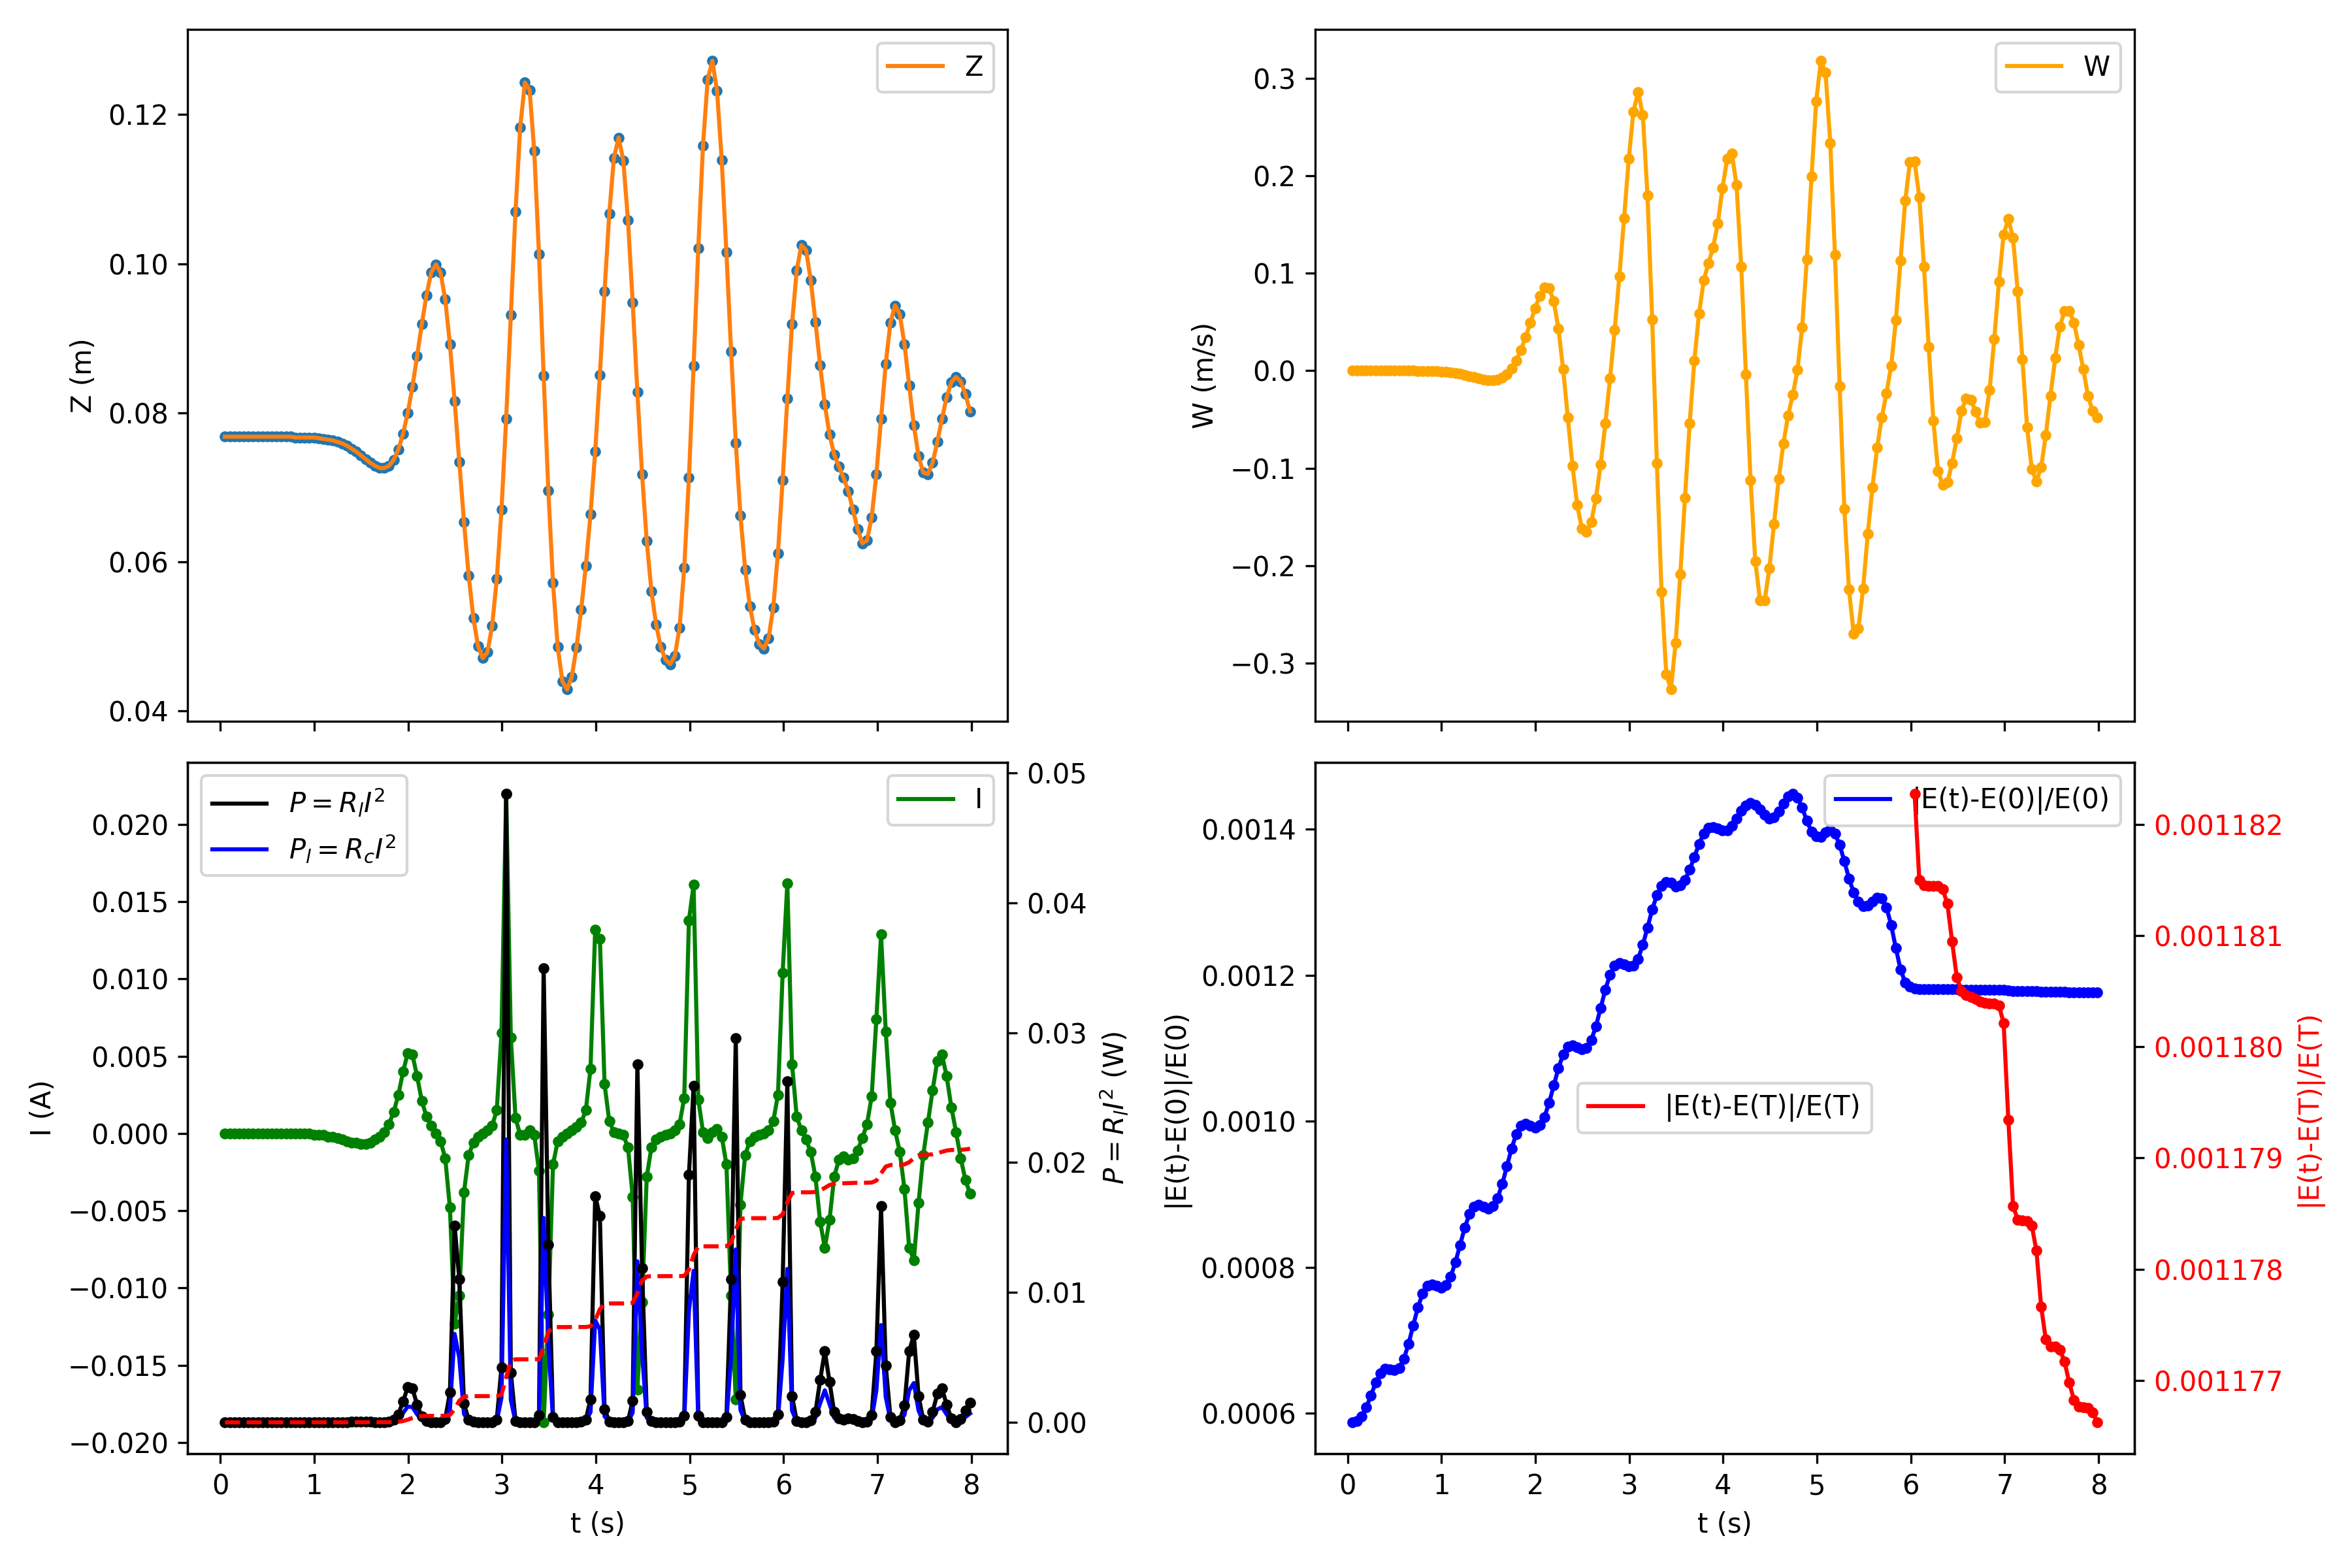 Z
0.12
0.10
0.08
0.06
0.04
Z (m)
W
0.3
0.2
0.1
0.0
−0.1
−0.2
−0.3
W (m/s)
P = R_l I^2
P_l = R_c I^2
I
0.020
0.015
0.010
0.005
0.000
−0.005
−0.010
−0.015
−0.020
I (A)
0.05
0.04
0.03
0.02
0.01
0.00
P = R_l I^2 (W)
0 1 2 3 4 5 6 7 8
t (s)
|E(t)-E(0)|/E(0)
|E(t)-E(T)|/E(T)
0.0014
0.0012
0.0010
0.0008
0.0006
|E(t)-E(0)|/E(0)
0.001182
0.001181
0.001180
0.001179
0.001178
0.001177
|E(t)-E(T)|/E(T)
0 1 2 3 4 5 6 7 8
t (s)